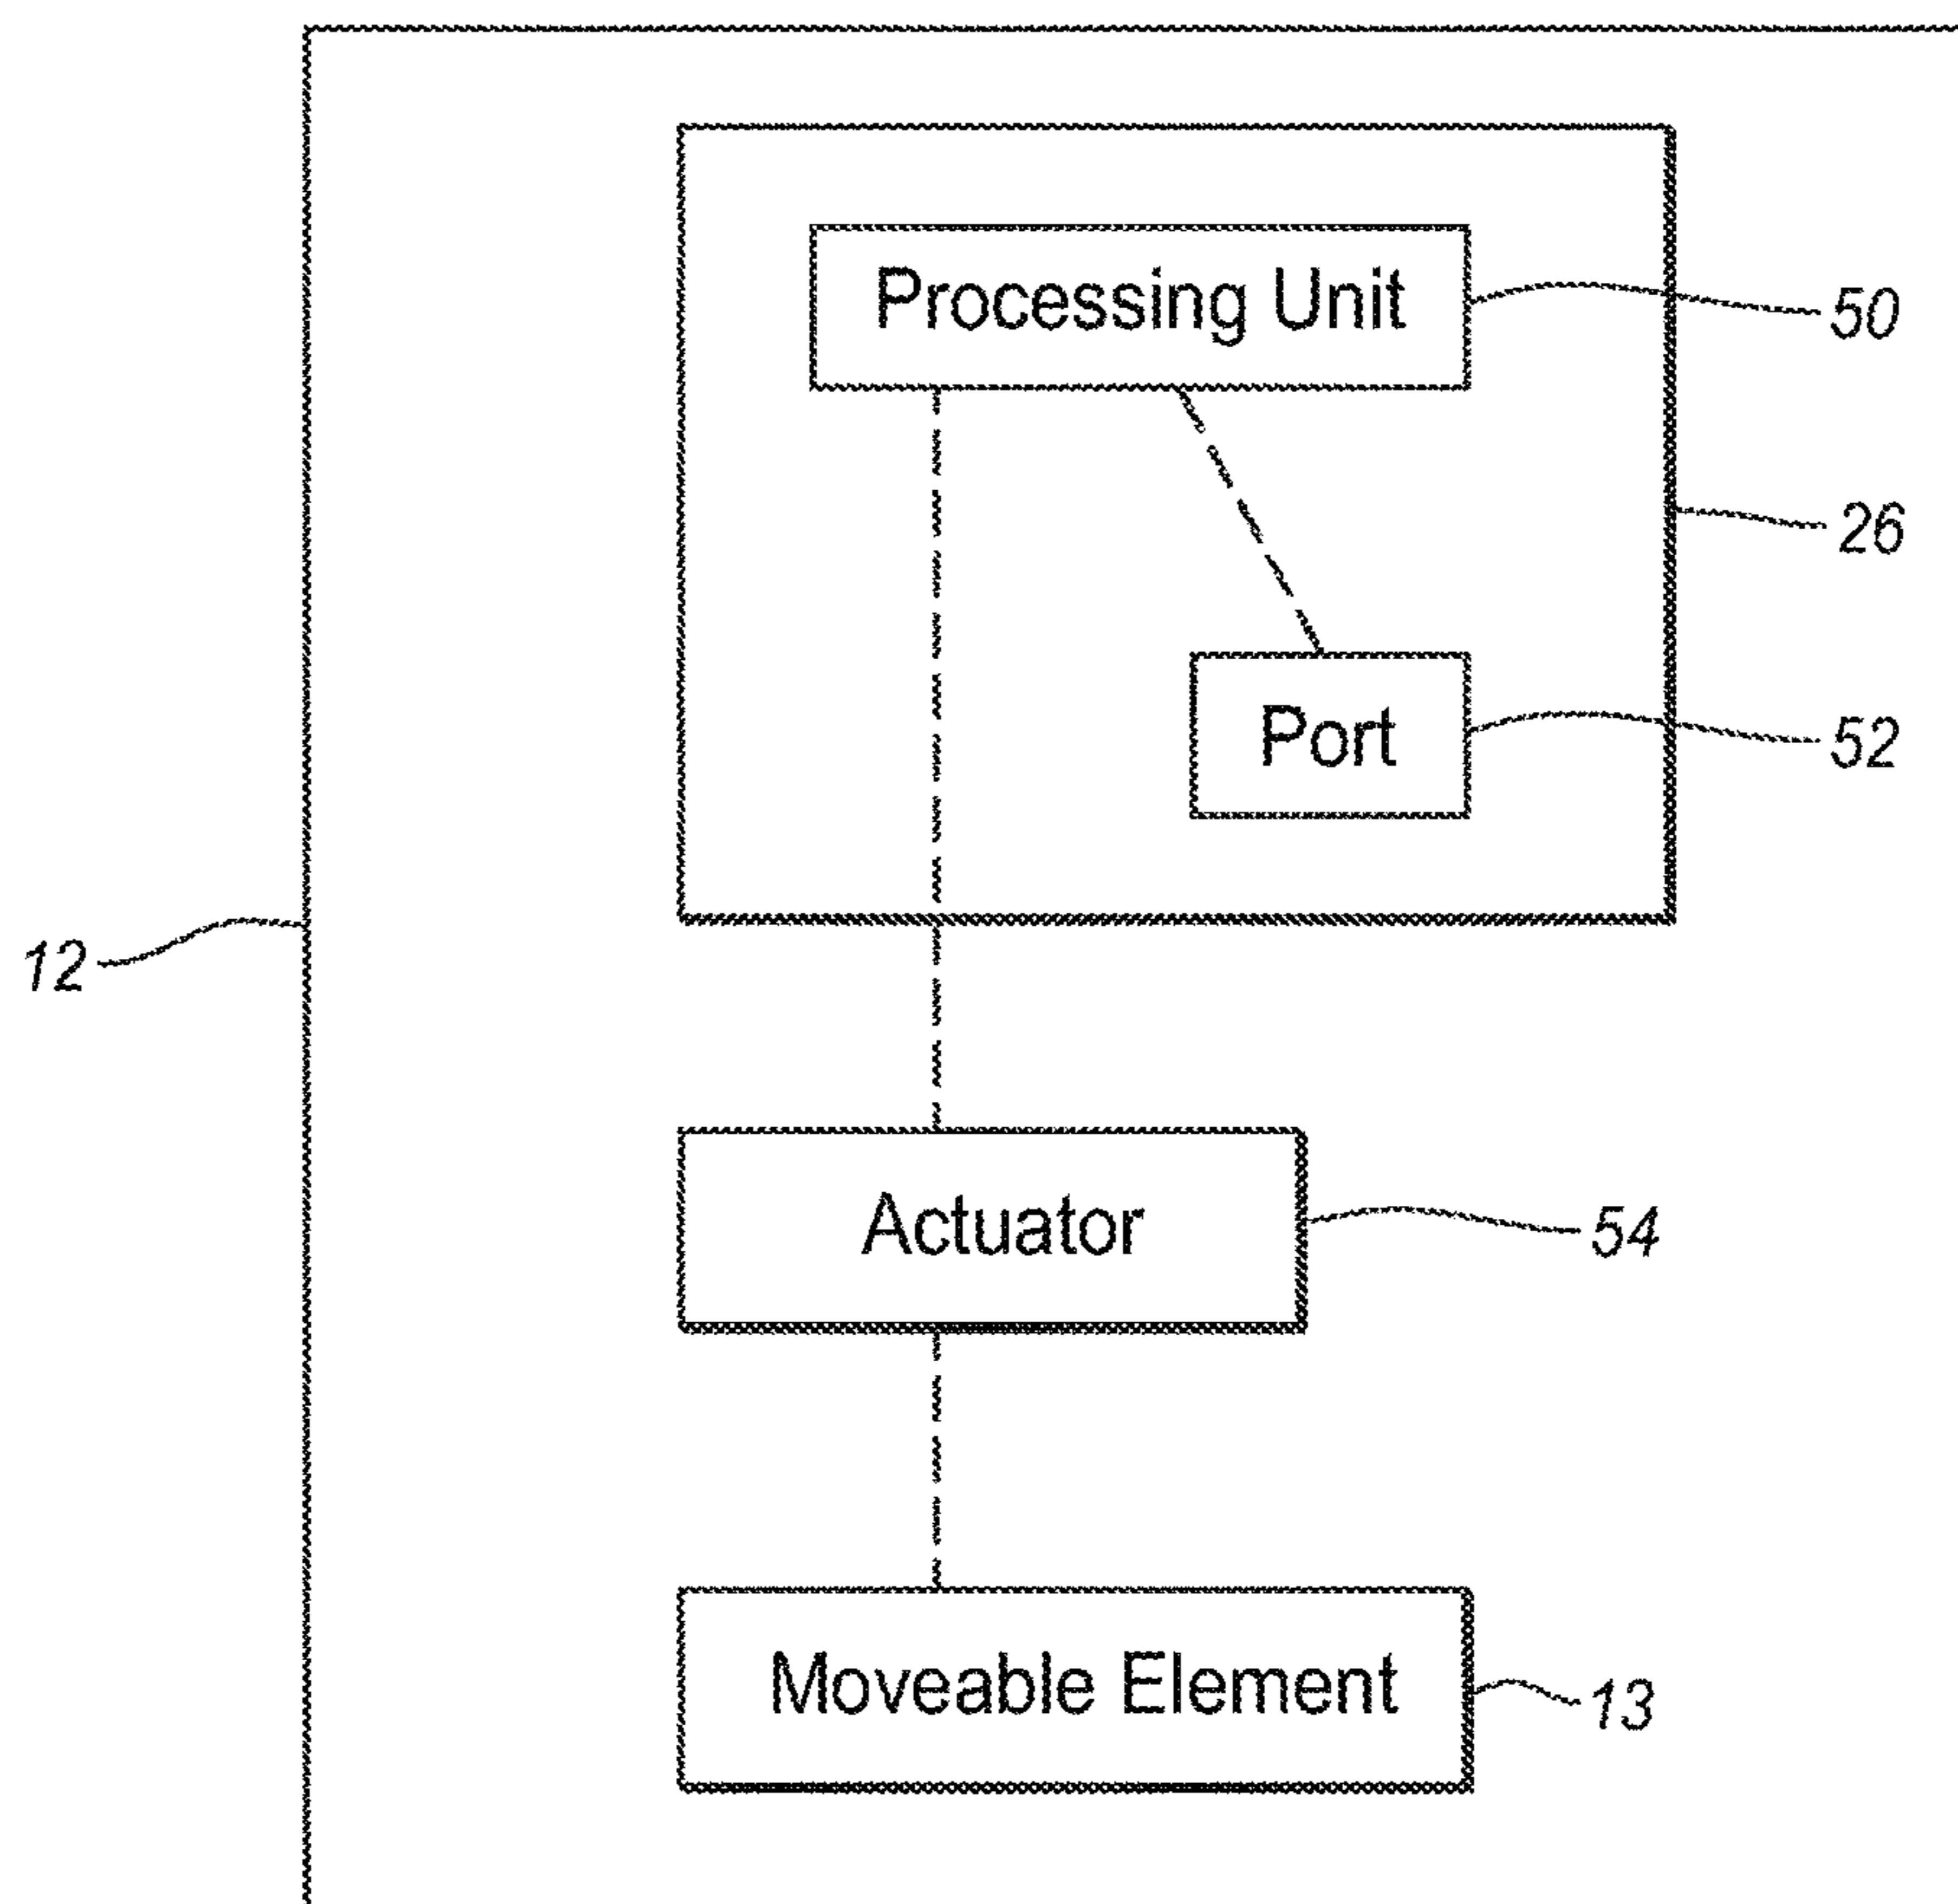 Processing Unit
50
26
Port
52
12
Actuator
54
Moveable Element
13